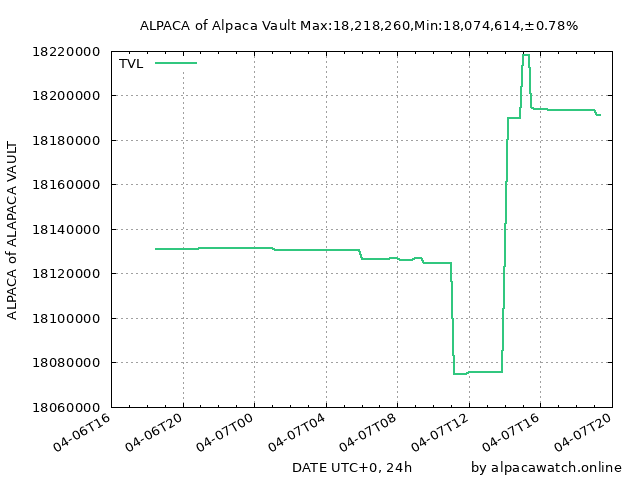 ALPACA of Alpaca Vault Max:18,218,260,Min:18,074,614,±0.78%
18220000
TVL
18200000
18180000
18160000
18140000
18120000
18100000
18080000
18060000
ALPACA of ALAPACA VAULT
04-06T16
04-06T20
04-07T00
04-07T04
04-07T08
04-07T12
04-07T16
04-07T20
DATE UTC+0, 24h
by alpacawatch.online